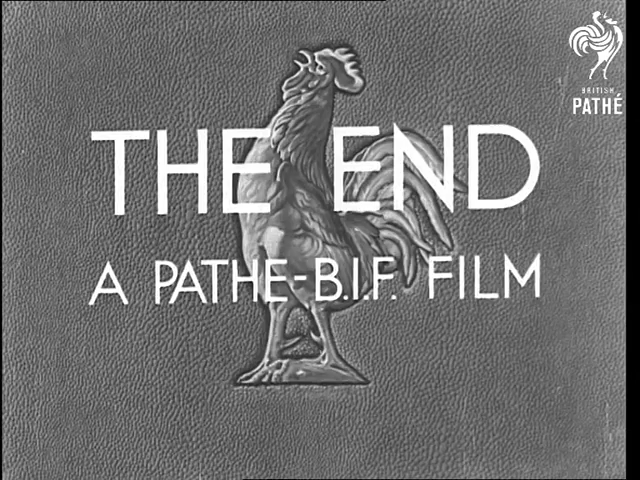 THE END
A PATHE-B.I.F. FILM
BRITISH
PATHÉ